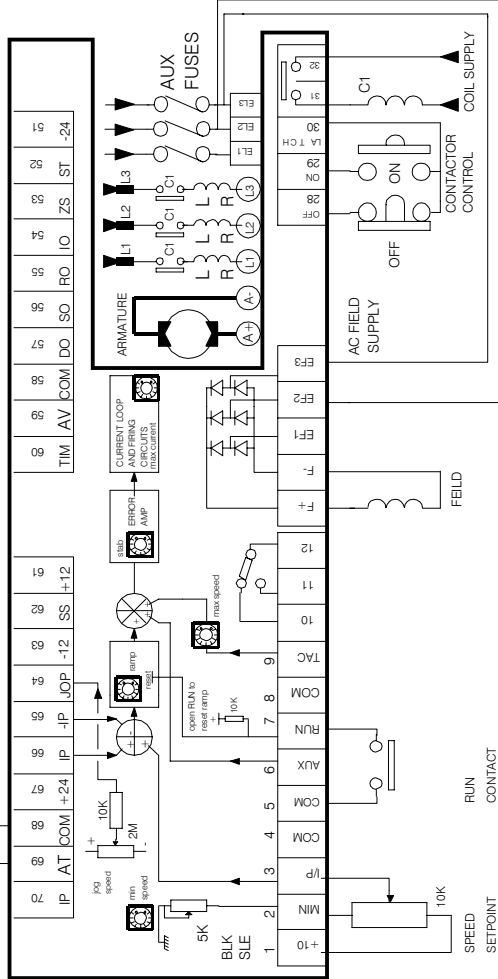 51 52 53 54 55 56 57 58 59 60
-24 ST ZS IO RO SO DO COM AV TIM
61 62 63 64 65 66 67 68 69 70
+12 SS -12 JOP -IP IP +24 COM AT IP
AUX
FUSES
L1 L2 L3
C1 C1 C1
L L L
R R R
ARMATURE
A+ A- L1 L2 L3 EL1 EL2 EL3
CURRENT LOOP
AND FIRING
CIRCUITS
max current
ERROR
AMP
stab
ramp
reset
max speed
open RUN to
reset ramp
+
10K
+
-
+
+
+
+
+
+
10K
2M
+
-
jog
speed
min
speed
5K
BLK
SLE
1 2 3 4 5 6 7 8 9 10 11 12
+10 MIN I/P COM COM AUX RUN COM TAC
F+ F- EF1 EF2 EF3
28 29 30 31 32
OFF ON LATCH
SPEED
SETPOINT
10K
RUN
CONTACT
FEILD
AC FIELD
SUPPLY
OFF
ON
CONTACTOR
CONTROL
C1
COIL SUPPLY